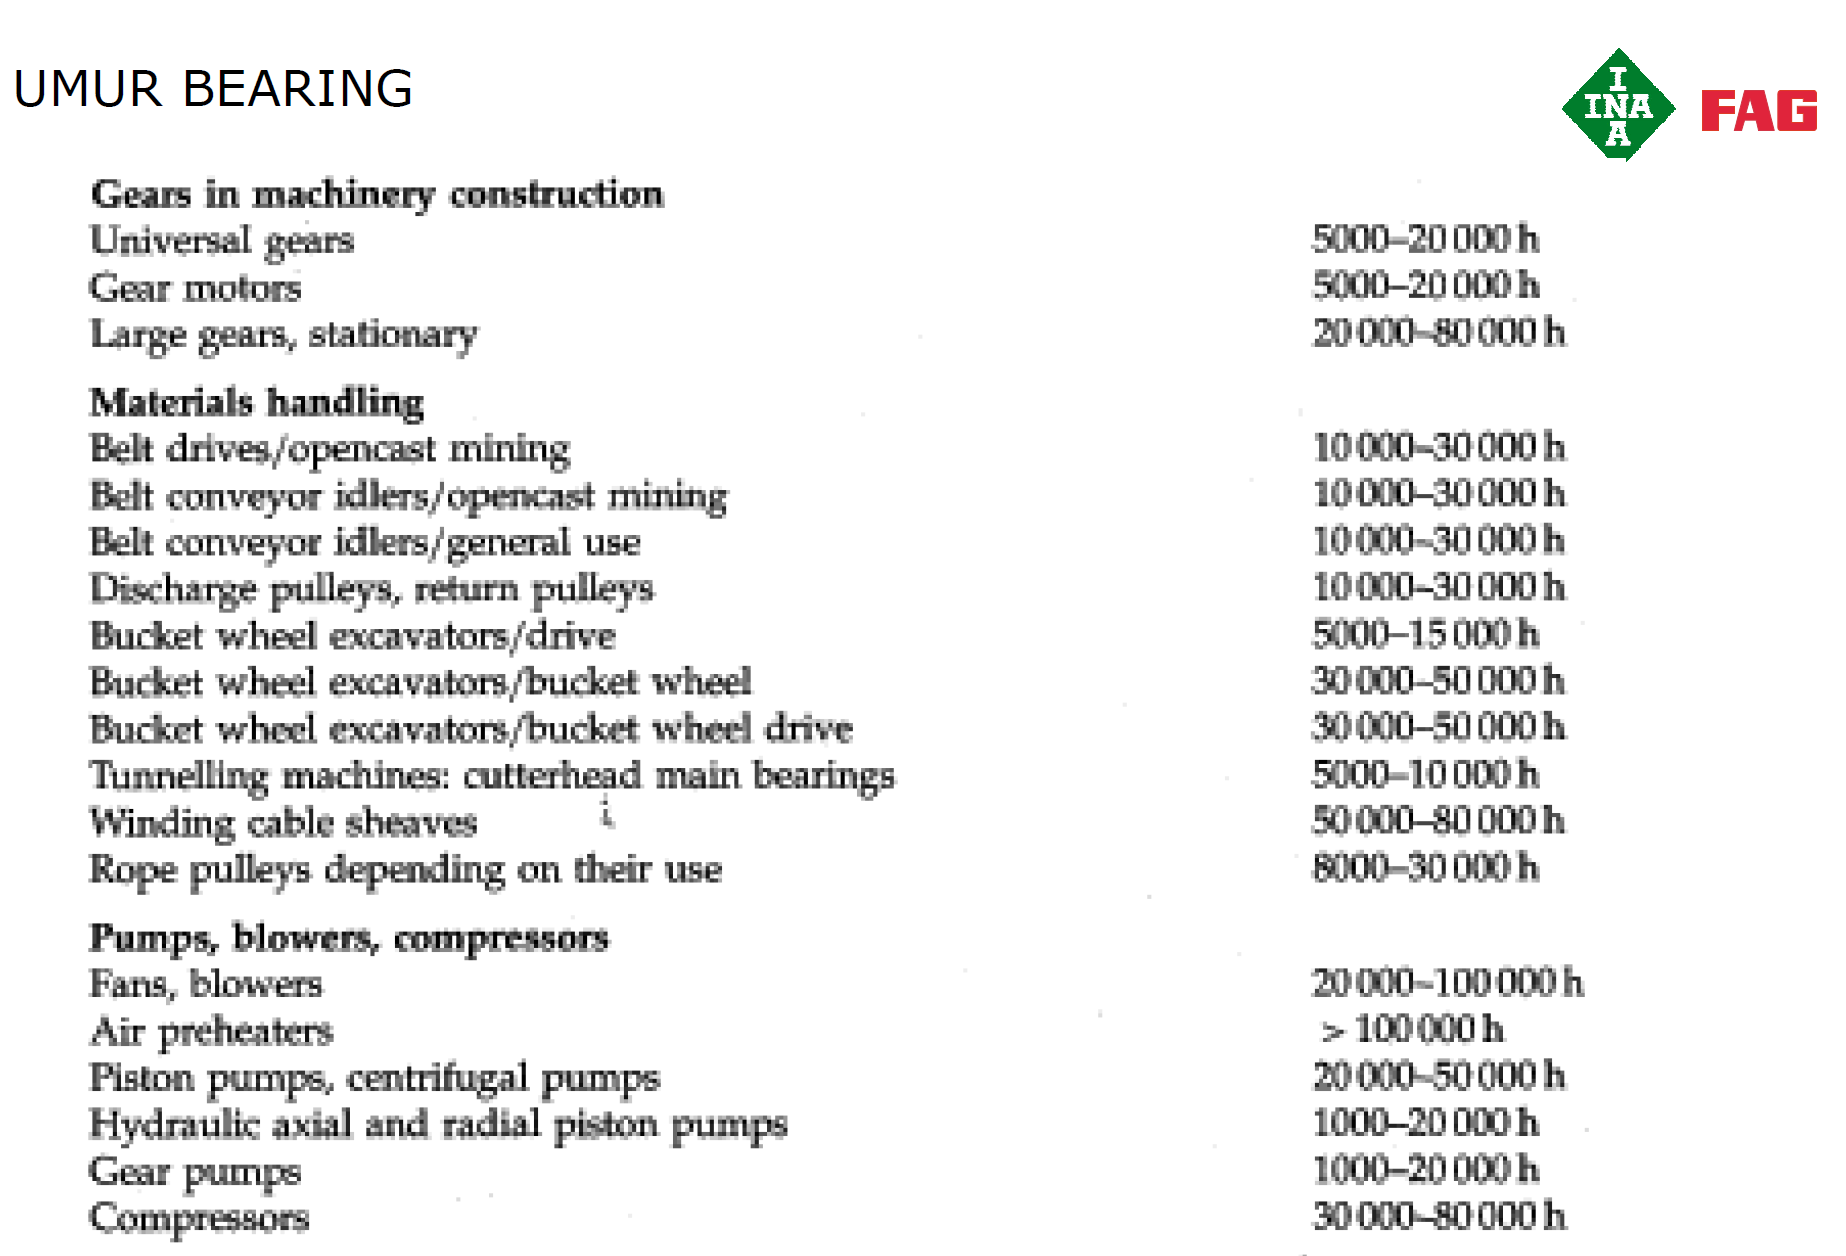 UMUR BEARING
I
INA
A
FAG
Gears in machinery construction
Universal gears 5000–20 000 h
Gear motors 5000–20 000 h
Large gears, stationary 20 000–80 000 h
Materials handling
Belt drives/opencast mining 10 000–30 000 h
Belt conveyor idlers/opencast mining 10 000–30 000 h
Belt conveyor idlers/general use 10 000–30 000 h
Discharge pulleys, return pulleys 10 000–30 000 h
Bucket wheel excavators/drive 5000–15 000 h
Bucket wheel excavators/bucket wheel 30 000–50 000 h
Bucket wheel excavators/bucket wheel drive 30 000–50 000 h
Tunnelling machines: cutterhead main bearings 5000–10 000 h
Winding cable sheaves 50 000–80 000 h
Rope pulleys depending on their use 8000–30 000 h
Pumps, blowers, compressors
Fans, blowers 20 000–100 000 h
Air preheaters > 100 000 h
Piston pumps, centrifugal pumps 20 000–50 000 h
Hydraulic axial and radial piston pumps 1000–20 000 h
Gear pumps 1000–20 000 h
Compressors 30 000–80 000 h